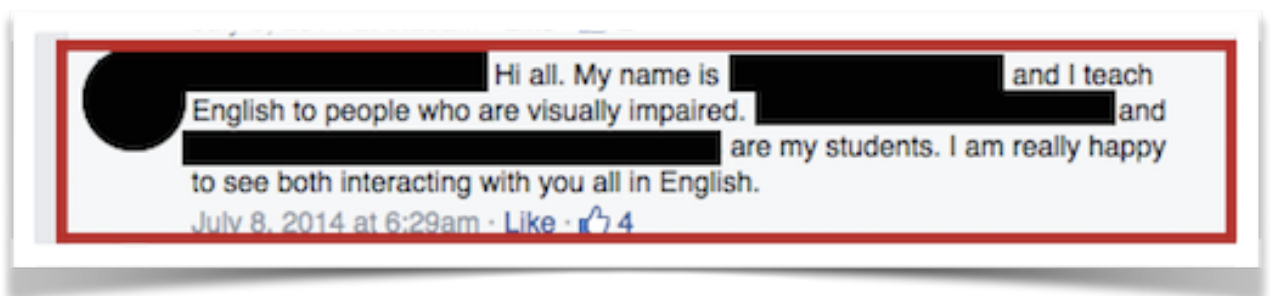 Hi all. My name is and I teach
English to people who are visually impaired. and
are my students. I am really happy
to see both interacting with you all in English.
July 8, 2014 at 6:29am · Like · 4